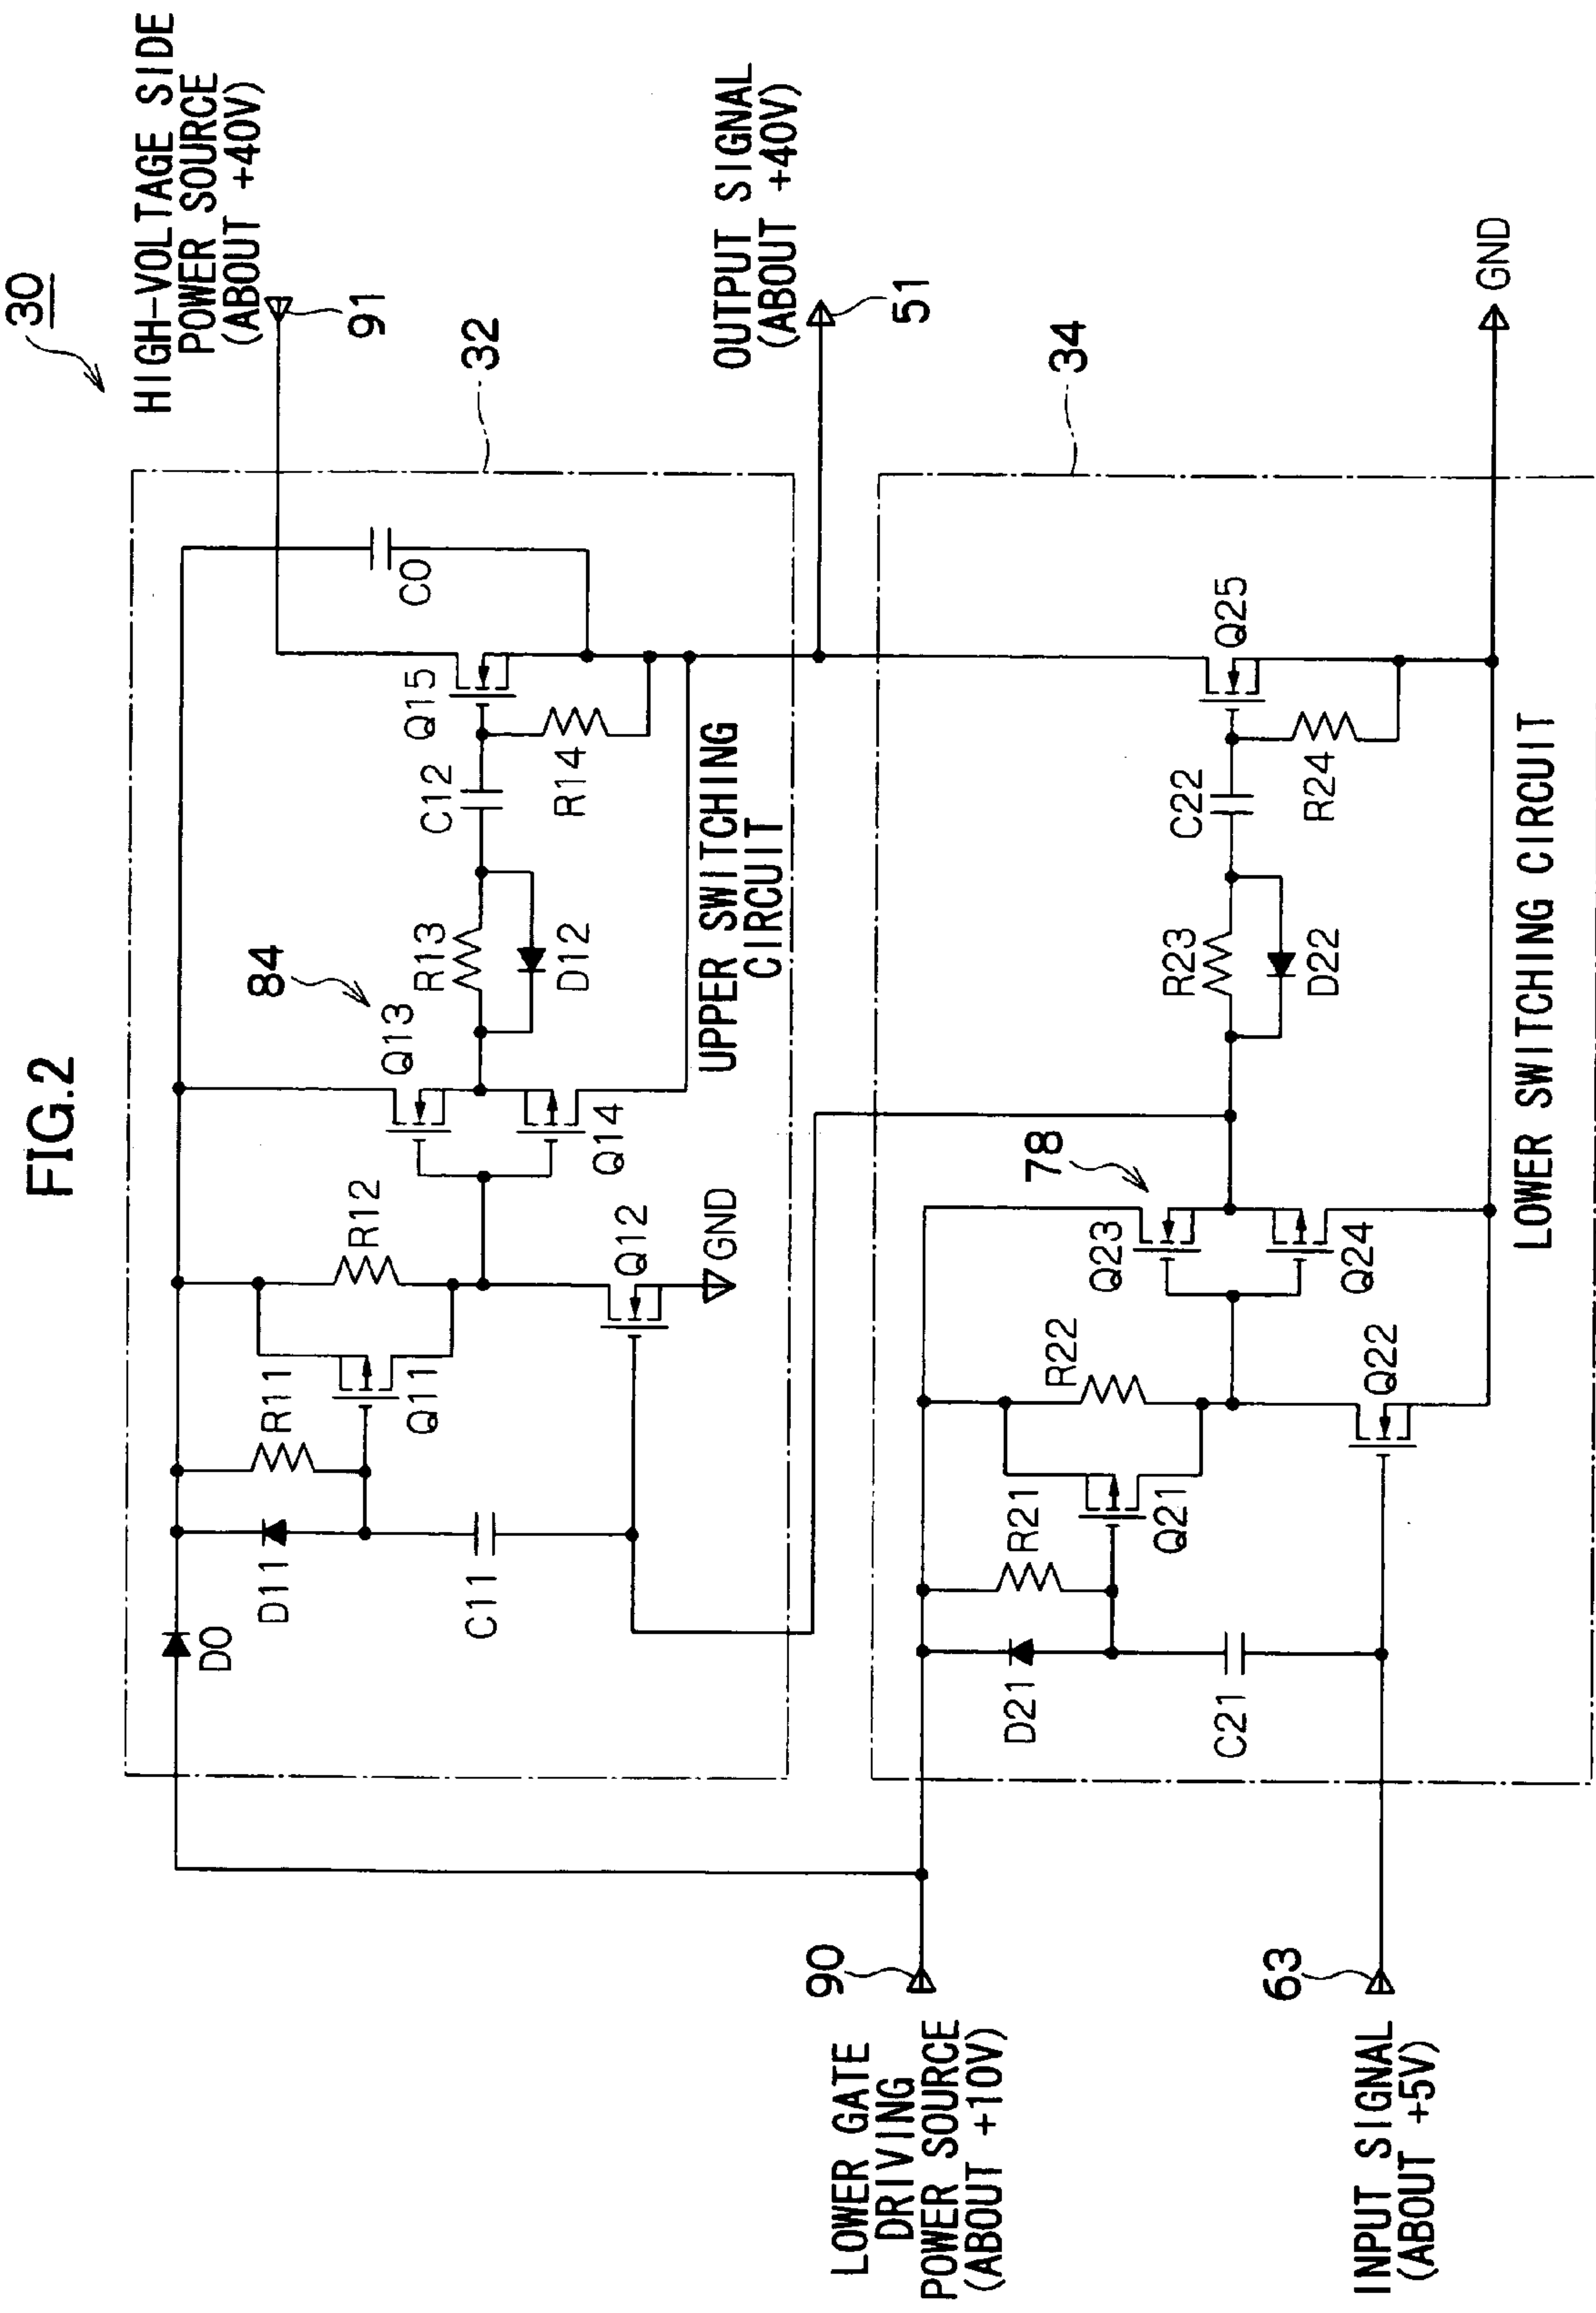 FIG.2
30
HIGH-VOLTAGE SIDE
POWER SOURCE
(ABOUT +40V)
91
32
C0
D0
D11
R11
Q11
R12
C11
Q12
GND
84
Q13
Q14
R13
D12
C12
Q15
R14
UPPER SWITCHING
CIRCUIT
OUTPUT SIGNAL
(ABOUT +40V)
51
34
LOWER GATE
DRIVING
POWER SOURCE
(ABOUT +10V)
90
D21
R21
Q21
R22
C21
Q22
78
Q23
Q24
R23
D22
C22
Q25
R24
GND
INPUT SIGNAL
(ABOUT +5V)
63
LOWER SWITCHING CIRCUIT